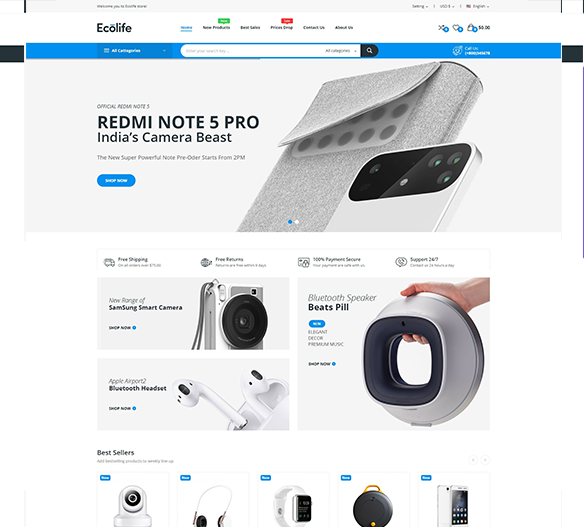 Welcome you to Ecolife store!
Setting
USD $
English
Ecolife
Home
New Products
New
Best Sales
Prices Drop
Contact Us
About Us
$0.00
All Cattegories
Enter your search key ...
All categories
Call Us:
OFFICIAL REDMI NOTE 5
REDMI NOTE 5 PRO
India's Camera Beast
The New Super Powerful Note Pre-Oder Starts From 2PM
SHOP NOW
Free Shipping
On all orders over $75.00
Free Returns
Returns are free within 9 days
100% Payment Secure
Your payment are safe with us.
Support 24/7
Contact us 24 hours a day
New Range of
SamSung Smart Camera
SHOP NOW
Bluetooth Speaker
Beats Pill
NEW
ELEGANT
DECOR
PREMIUM MUSIC
SHOP NOW
Apple Airport2
Bluetooth Headset
SHOP NOW
Best Sellers
Add bestselling products to weekly line up
New
New
New
New
New